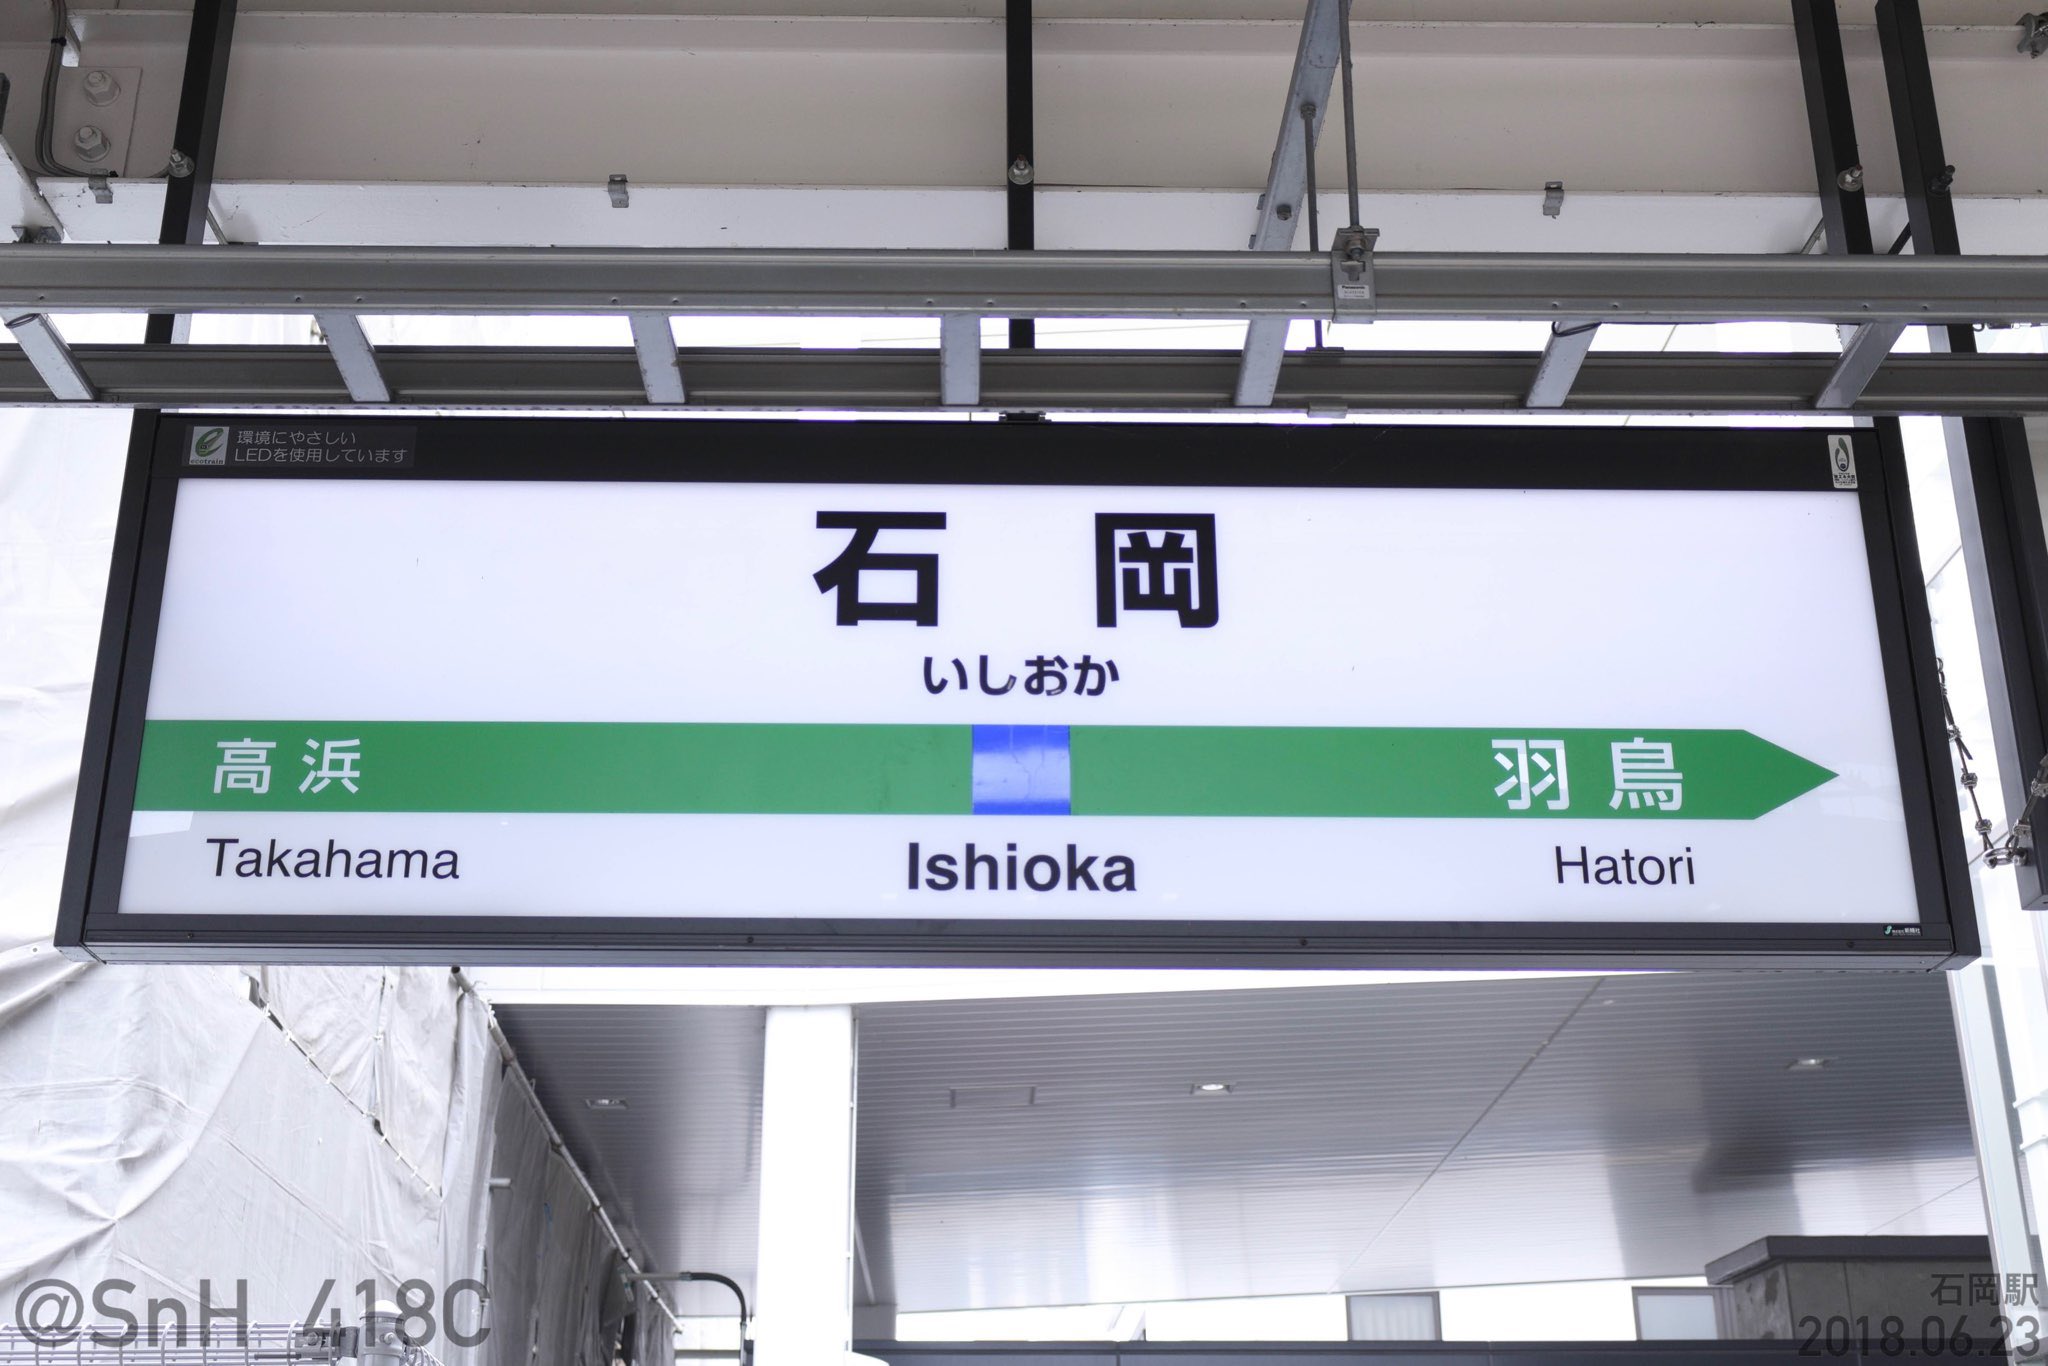 Panasonic
ecotrain
環境にやさしい
LEDを使用しています
石岡
いしおか
高浜
羽鳥
Takahama
Ishioka
Hatori
@SnH_418C
石岡駅
2018.06.23